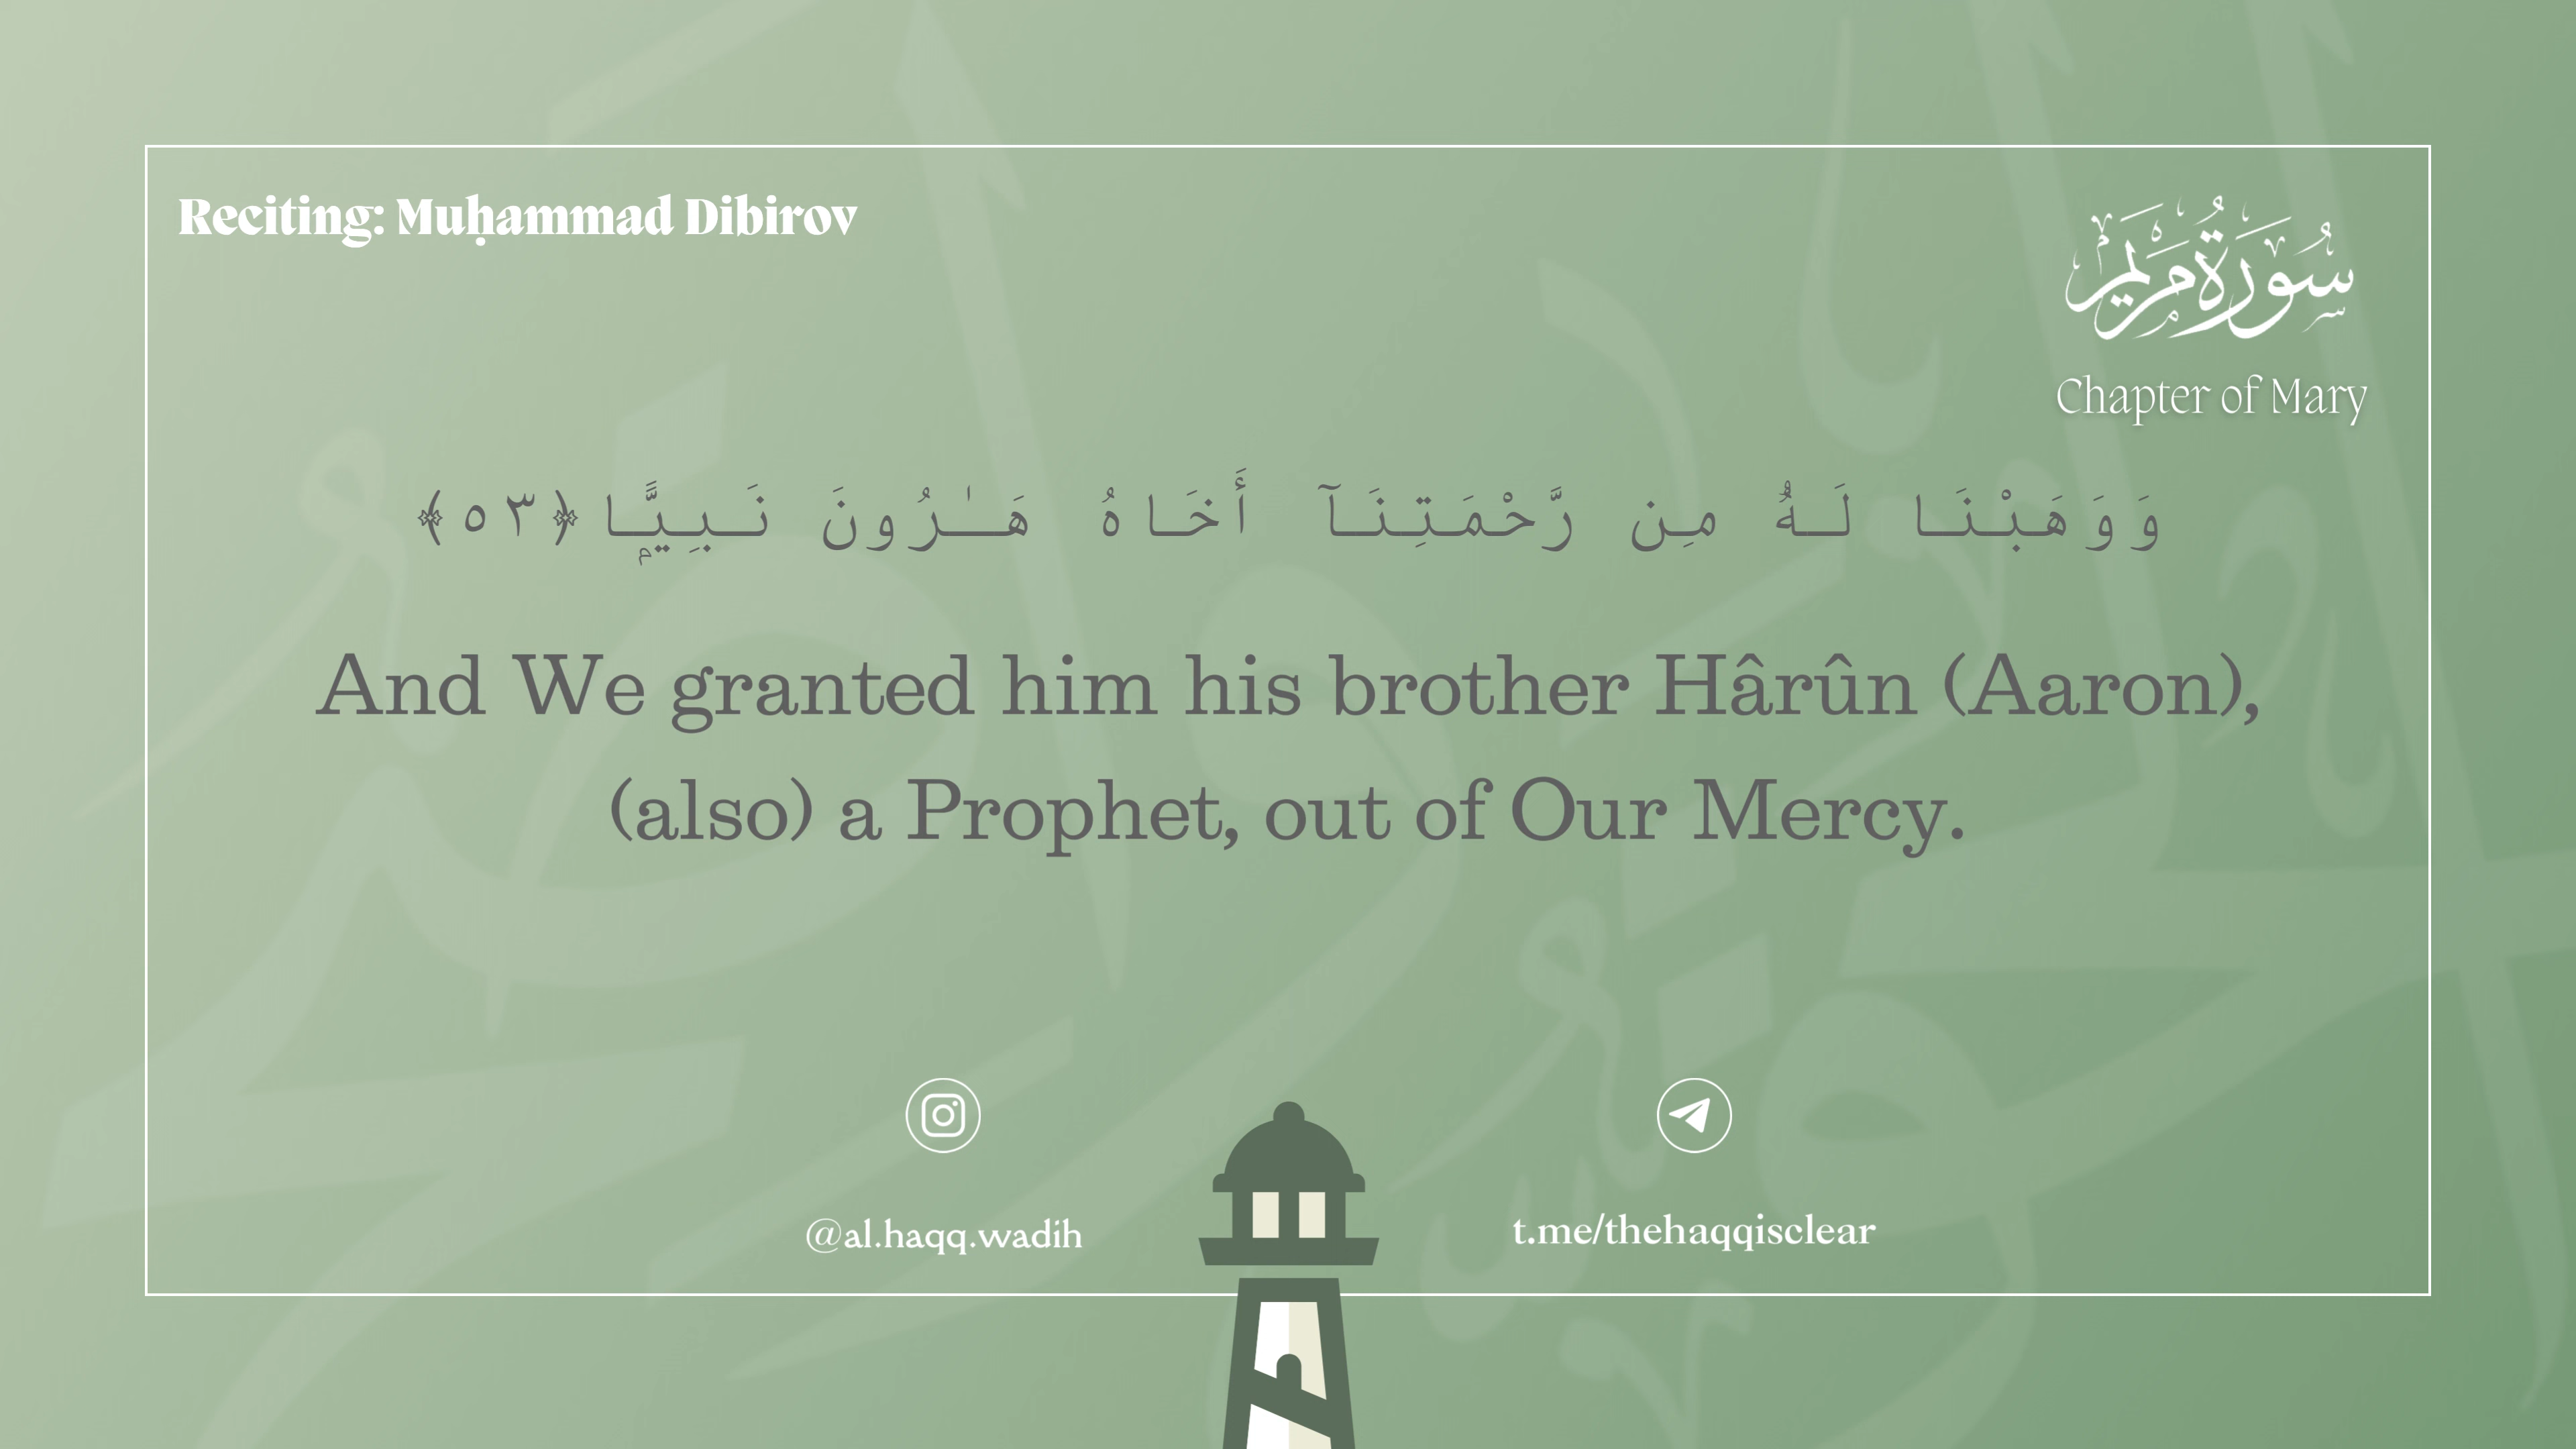 Reciting: Muḥammad Dibirov
سُورَةُ مَرْيَمَ
Chapter of Mary
وَوَهَبْنَا لَهُۥ مِن رَّحْمَتِنَآ أَخَاهُ هَـٰرُونَ نَبِيًّۭا ﴿٥٣﴾
And We granted him his brother Hârûn (Aaron),
(also) a Prophet, out of Our Mercy.
@al.haqq.wadih
t.me/thehaqqisclear